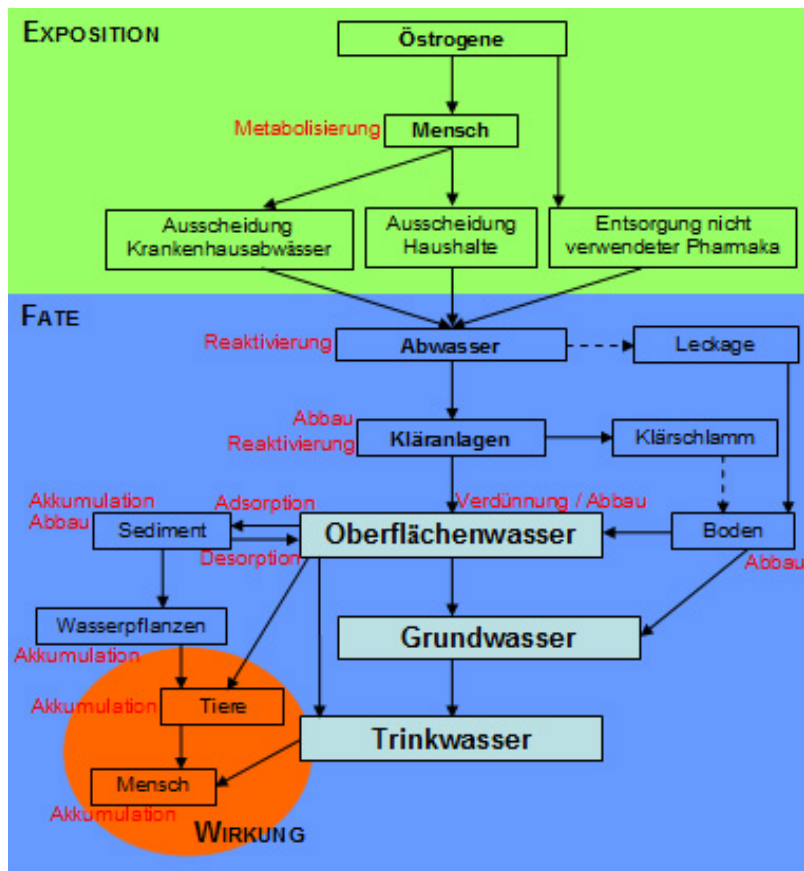 EXPOSITION
Östrogene
Metabolisierung
Mensch
Ausscheidung
Krankenhausabwässer
Ausscheidung
Haushalte
Entsorgung nicht
verwendeter Pharmaka
FATE
Reaktivierung
Abwasser
Leckage
Abbau
Reaktivierung
Kläranlagen
Klärschlamm
Akkumulation
Abbau
Sediment
Adsorption
Desorption
Verdünnung / Abbau
Oberflächenwasser
Boden
Abbau
Wasserpflanzen
Akkumulation
Grundwasser
Akkumulation
Tiere
Trinkwasser
Mensch
Akkumulation
WIRKUNG